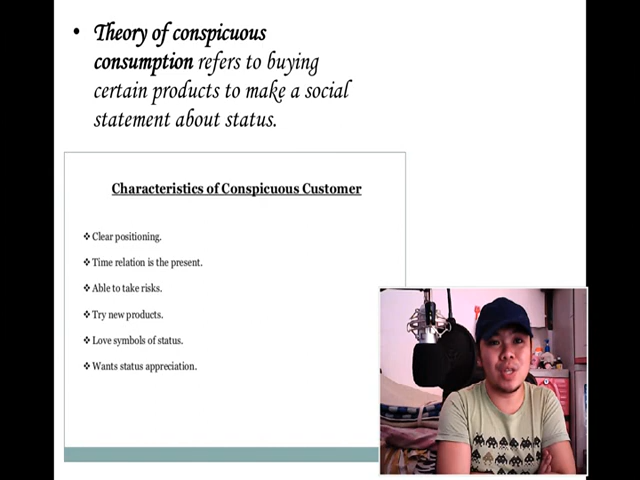 • Theory of conspicuous
consumption refers to buying
certain products to make a social
statement about status.
Characteristics of Conspicuous Customer
❖ Clear positioning.
❖ Time relation is the present.
❖ Able to take risks.
❖ Try new products.
❖ Love symbols of status.
❖ Wants status appreciation.